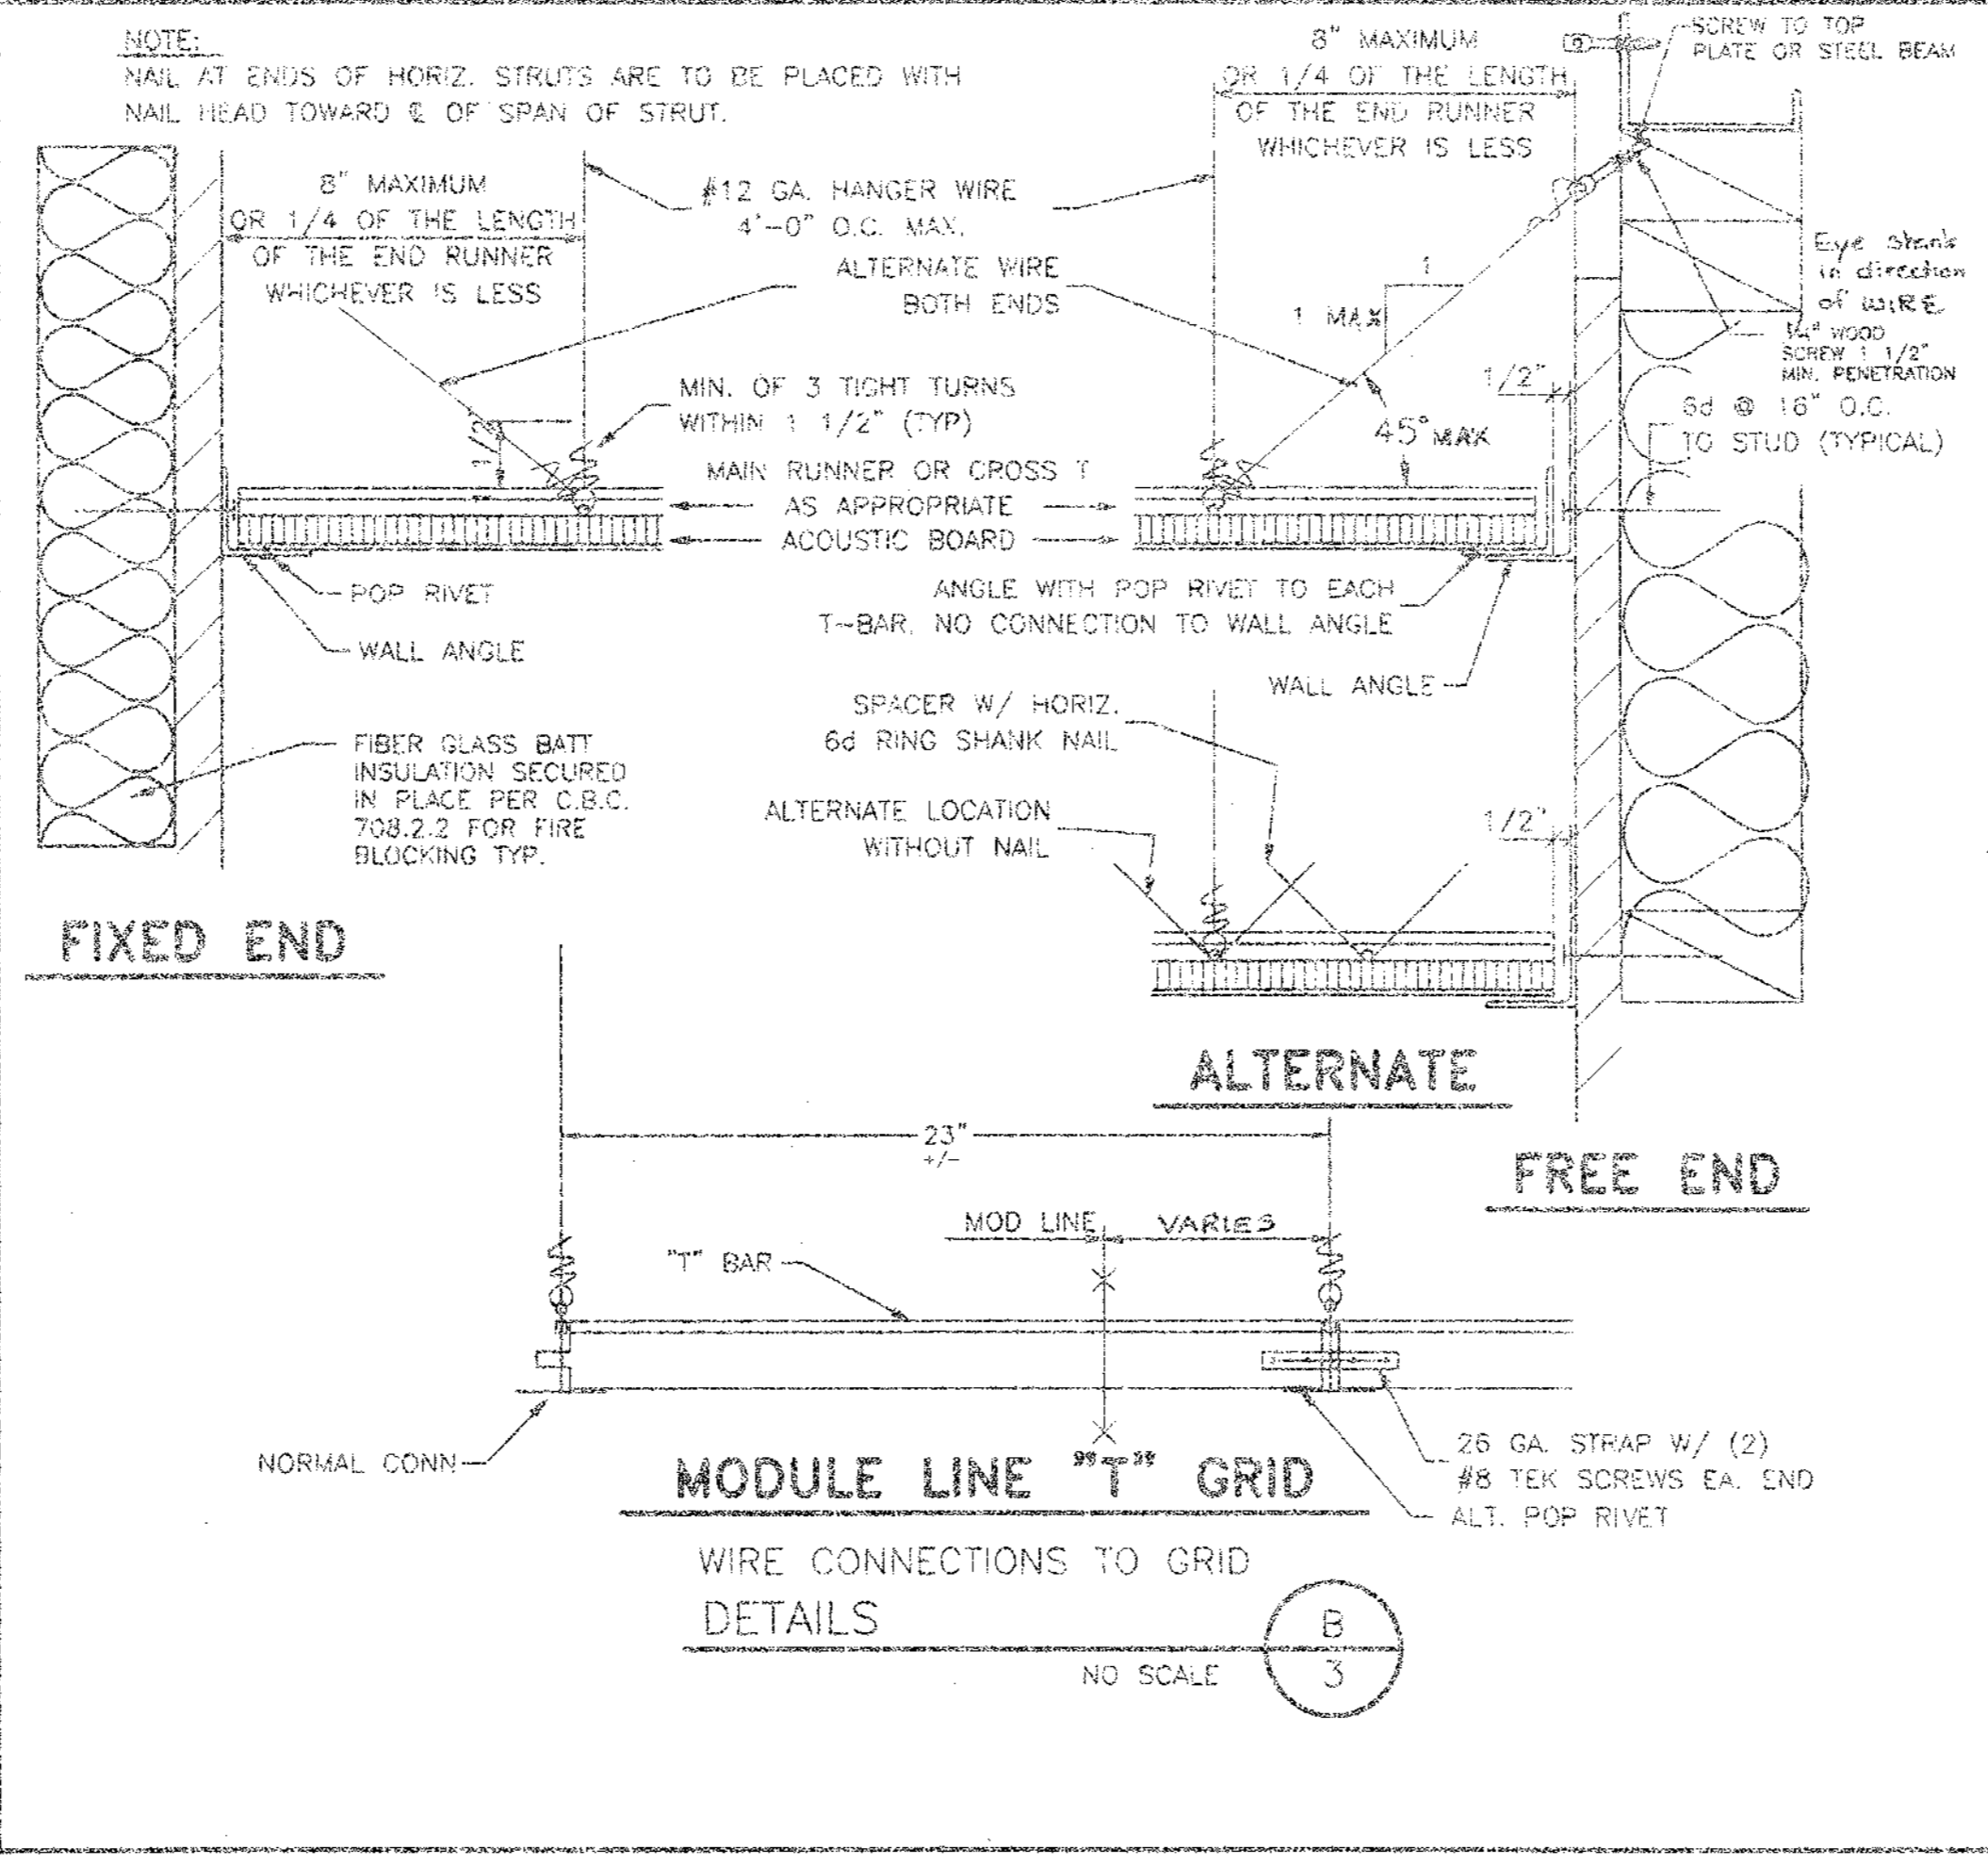 NOTE:
NAIL AT ENDS OF HORIZ. STRUTS ARE TO BE PLACED WITH
NAIL HEAD TOWARD ℄ OF SPAN OF STRUT.
8" MAXIMUM
OR 1/4 OF THE LENGTH
OF THE END RUNNER
WHICHEVER IS LESS
SCREW TO TOP
PLATE OR STEEL BEAM
8" MAXIMUM
OR 1/4 OF THE LENGTH
OF THE END RUNNER
WHICHEVER IS LESS
#12 GA. HANGER WIRE
4'-0" O.C. MAX.
ALTERNATE WIRE
BOTH ENDS
1
1 MAX
Eye Shank
in direction
of WIRE
1/4" WOOD
SCREW 1 1/2"
MIN. PENETRATION
1/2"
6d @ 16" O.C.
TO STUD (TYPICAL)
45° MAX
MIN. OF 3 TIGHT TURNS
WITHIN 1 1/2" (TYP)
MAIN RUNNER OR CROSS T
AS APPROPRIATE
ACOUSTIC BOARD
POP RIVET
WALL ANGLE
ANGLE WITH POP RIVET TO EACH
T-BAR. NO CONNECTION TO WALL ANGLE
WALL ANGLE
SPACER W/ HORIZ.
6d RING SHANK NAIL
FIBER GLASS BATT
INSULATION SECURED
IN PLACE PER C.B.C.
708.2.2 FOR FIRE
BLOCKING TYP.
ALTERNATE LOCATION
WITHOUT NAIL
1/2"
FIXED END
ALTERNATE
FREE END
23"
+/-
MOD LINE
VARIES
"T" BAR
NORMAL CONN
26 GA. STRAP W/ (2)
#8 TEK SCREWS EA. END
ALT. POP RIVET
MODULE LINE "T" GRID
WIRE CONNECTIONS TO GRID
DETAILS
NO SCALE
B
3